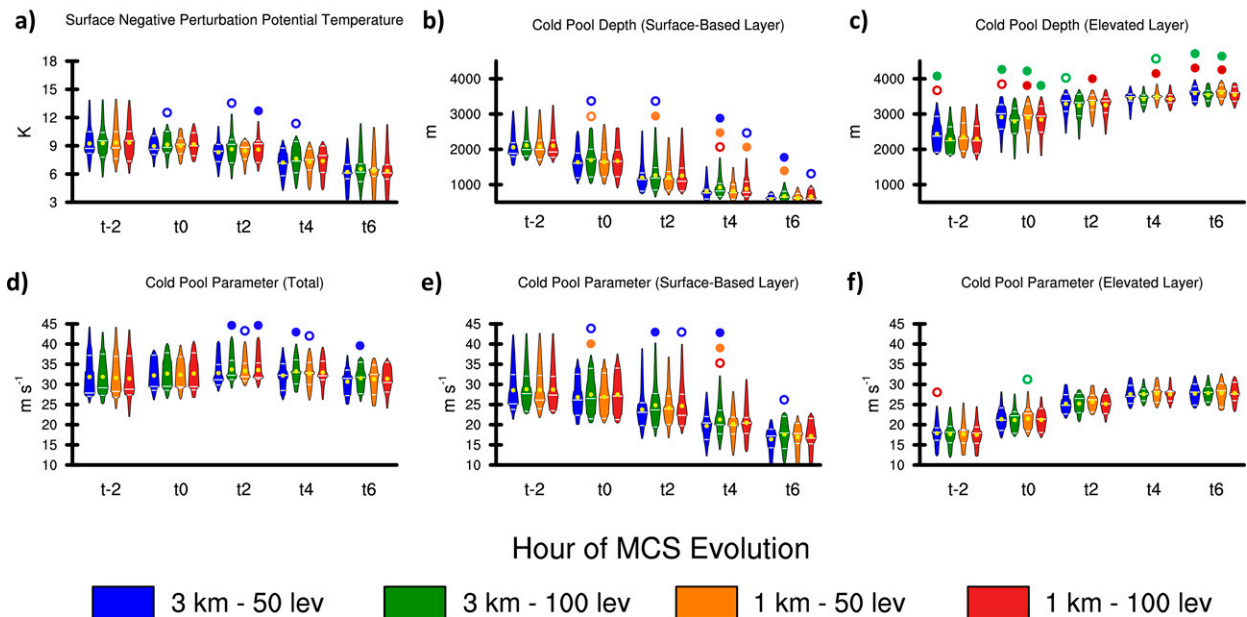 a) Surface Negative Perturbation Potential Temperature
18
15
12
9
6
3
K
t-2 t0 t2 t4 t6
b) Cold Pool Depth (Surface-Based Layer)
4000
3000
2000
1000
m
t-2 t0 t2 t4 t6
c) Cold Pool Depth (Elevated Layer)
4000
3000
2000
1000
m
t-2 t0 t2 t4 t6
d) Cold Pool Parameter (Total)
45
40
35
30
25
20
15
10
m s⁻¹
t-2 t0 t2 t4 t6
e) Cold Pool Parameter (Surface-Based Layer)
45
40
35
30
25
20
15
10
m s⁻¹
t-2 t0 t2 t4 t6
f) Cold Pool Parameter (Elevated Layer)
45
40
35
30
25
20
15
10
m s⁻¹
t-2 t0 t2 t4 t6
Hour of MCS Evolution
3 km - 50 lev 3 km - 100 lev 1 km - 50 lev 1 km - 100 lev